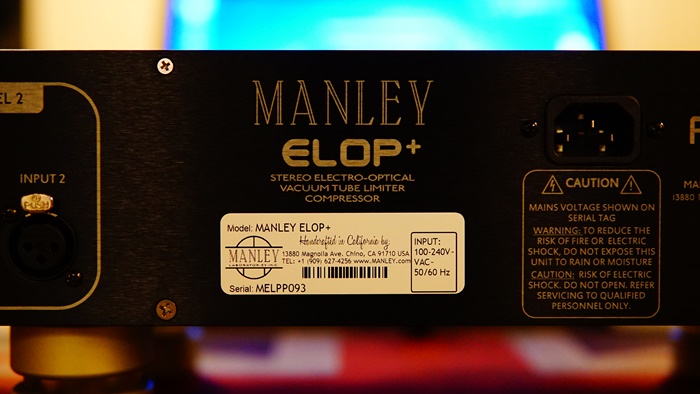 EL 2
INPUT 2
PUSH
MANLEY
ELOP+
STEREO ELECTRO-OPTICAL
VACUUM TUBE LIMITER
COMPRESSOR
Model: MANLEY ELOP+
Handcrafted in California by:
MANLEY
13880 Magnolia Ave. Chino, CA 91710 USA
TEL: +1 (909) 627-4256 www.MANLEY.com
Serial: MELPP093
INPUT:
100-240V~
VAC~
50/60 Hz
CAUTION
MAINS VOLTAGE SHOWN ON
SERIAL TAG
WARNING: TO REDUCE THE
RISK OF FIRE OR ELECTRIC
SHOCK, DO NOT EXPOSE THIS
UNIT TO RAIN OR MOISTURE
CAUTION: RISK OF ELECTRIC
SHOCK. DO NOT OPEN. REFER
SERVICING TO QUALIFIED
PERSONNEL ONLY.
MA
13880